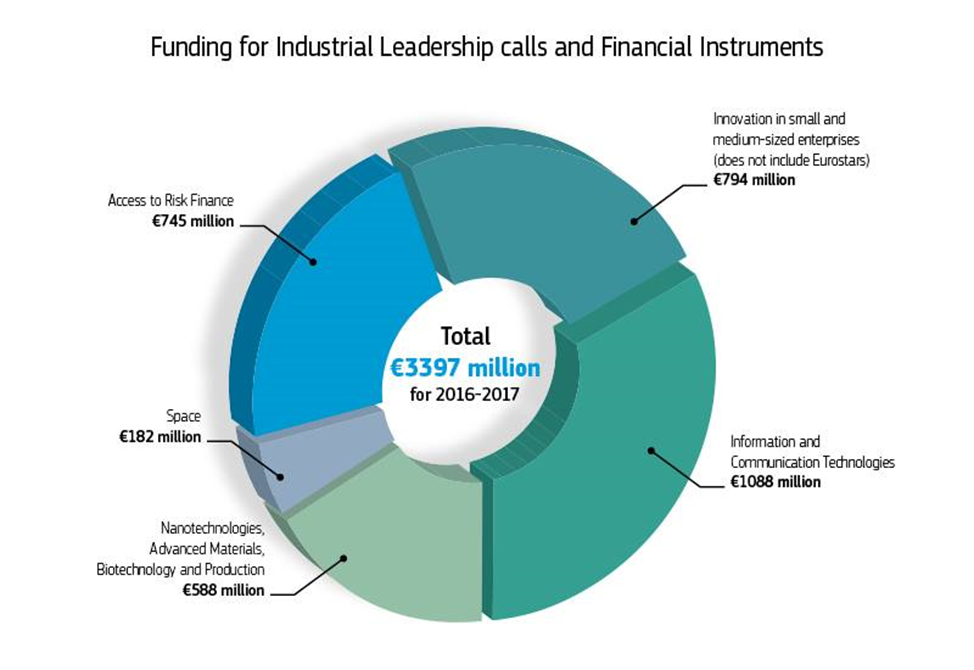 Funding for Industrial Leadership calls and Financial Instruments
Innovation in small and
medium-sized enterprises
(does not include Eurostars)
€794 million
Access to Risk Finance
€745 million
Total
€3397 million
for 2016-2017
Space
€182 million
Information and
Communication Technologies
€1088 million
Nanotechnologies,
Advanced Materials,
Biotechnology and Production
€588 million